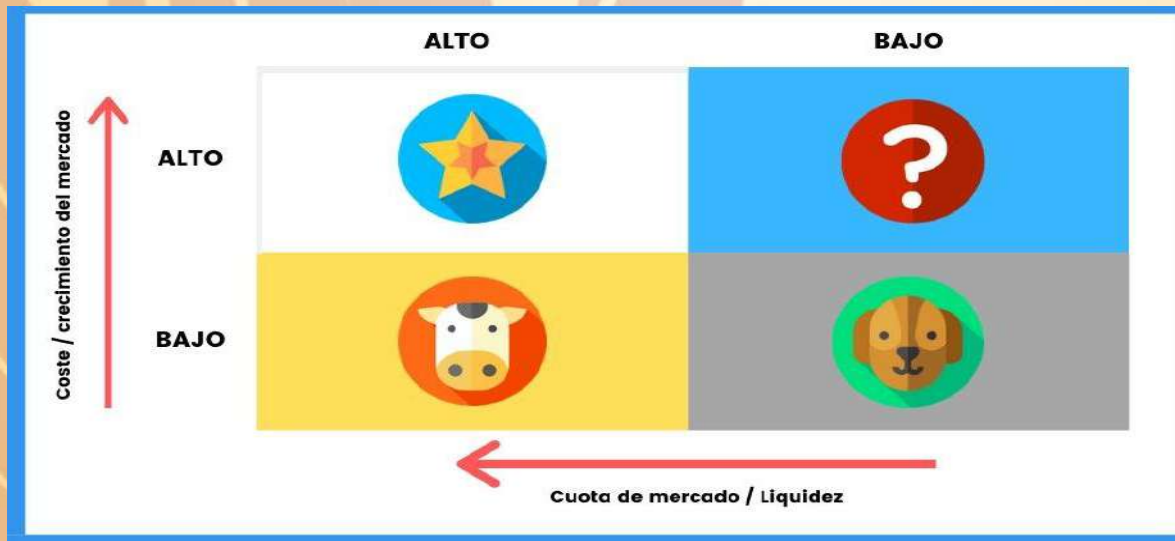 ALTO
BAJO
Coste / crecimiento del mercado
ALTO
?
BAJO
Cuota de mercado / Liquidez